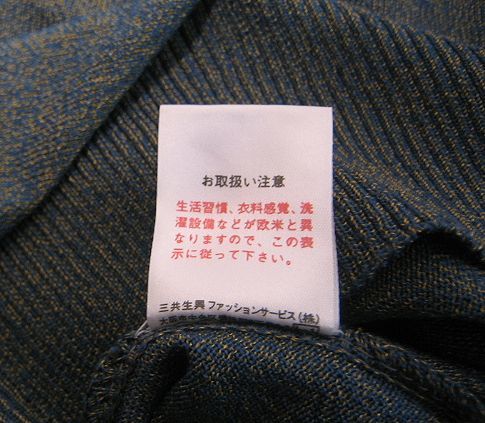 お取扱い注意
生活習慣、衣料感覚、洗
濯設備などが欧米と異
なりますので、この表
示に従って下さい。
三共生興ファッションサービス(株)